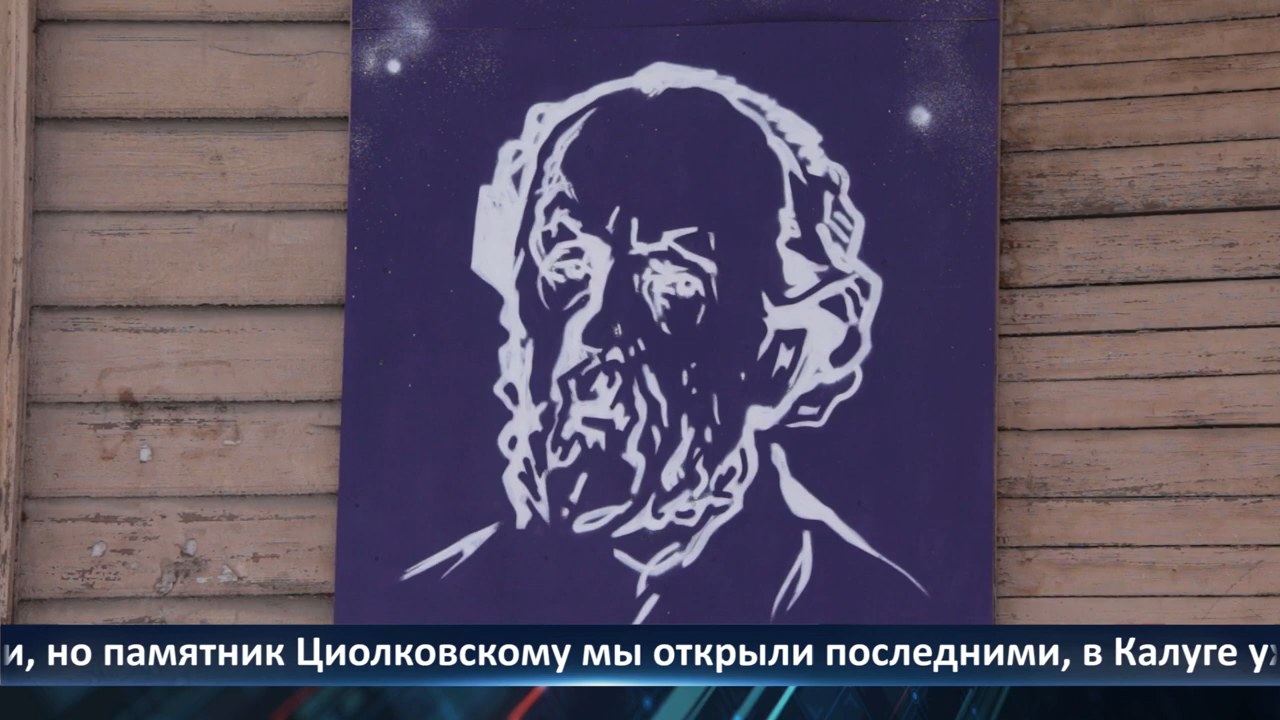 и, но памятник Циолковскому мы открыли последними, в Калуге